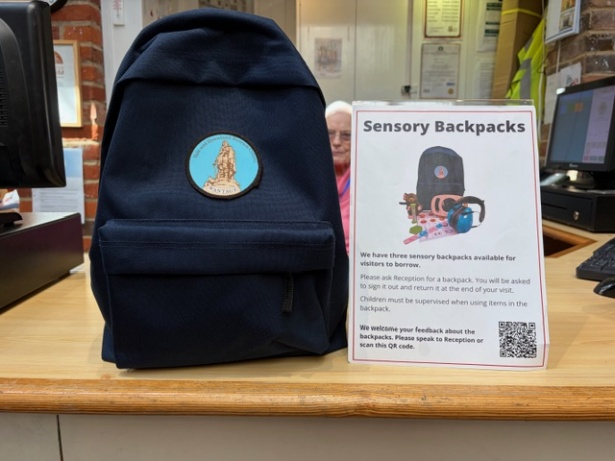 WANTAGE
Sensory Backpacks
We have three sensory backpacks available for
visitors to borrow.
Please ask Reception for a backpack. You will be asked
to sign it out and return it at the end of your visit.
Children must be supervised when using items in the
backpack.
We welcome your feedback about the
backpacks. Please speak to Reception or
scan this QR code.